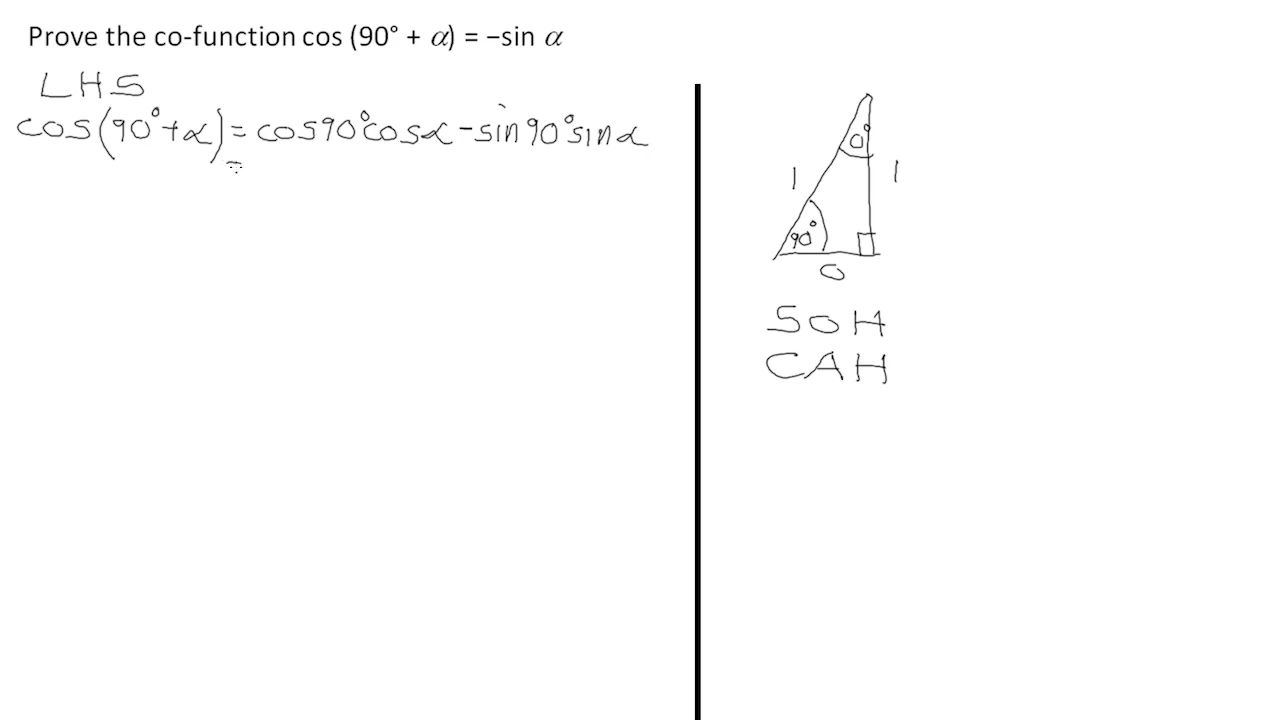 Prove the co-function cos (90° + α) = −sin α
LHS
cos(90°+α) = cos90°cosα - sin90°sinα
=
0°
1 1
90°
0
SOH
CAH